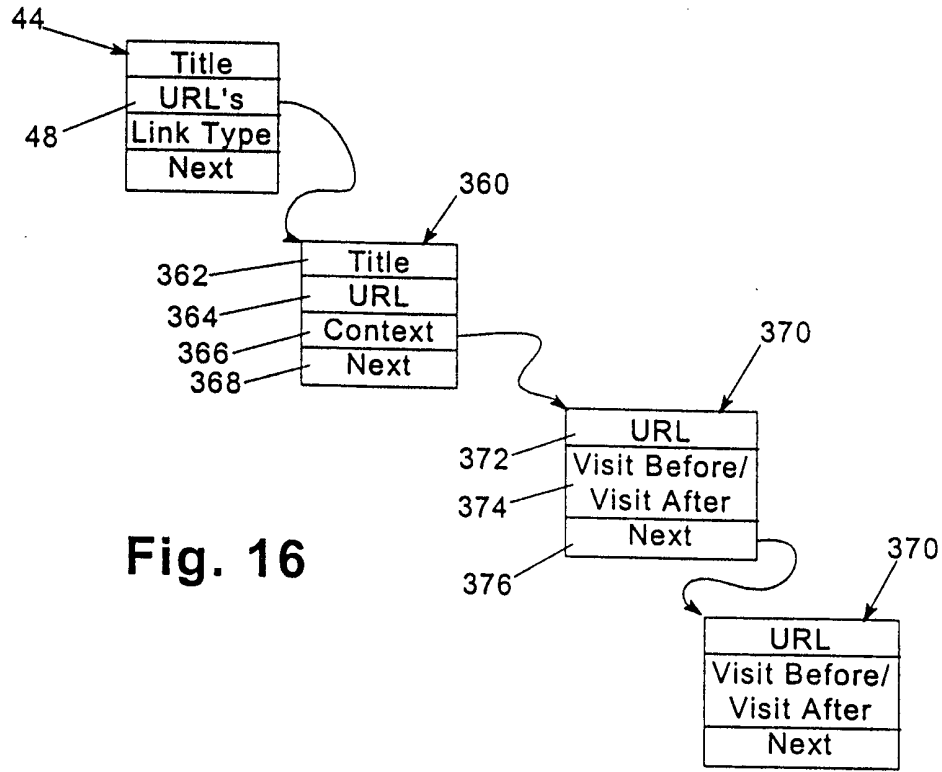 44
Title
URL's
48
Link Type
Next
360
362
Title
364
URL
366
Context
368
Next
370
372
URL
374
Visit Before/
Visit After
376
Next
Fig. 16
370
URL
Visit Before/
Visit After
Next